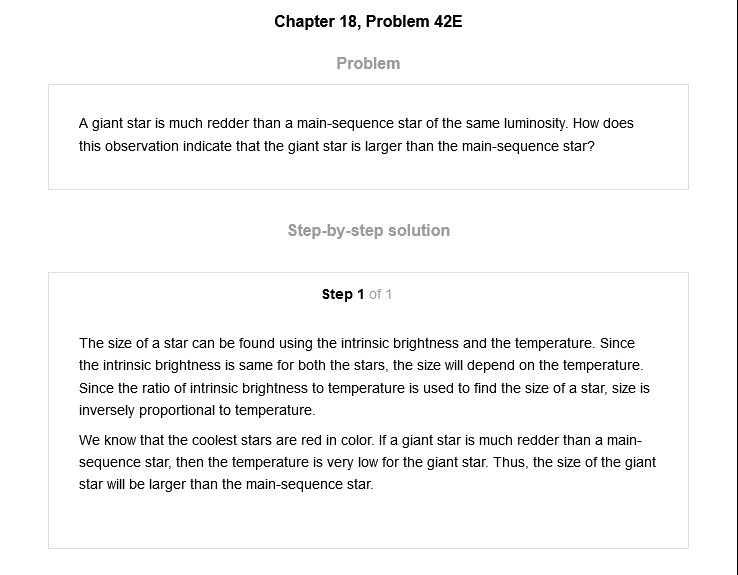 Chapter 18, Problem 42E
Problem
A giant star is much redder than a main-sequence star of the same luminosity. How does
this observation indicate that the giant star is larger than the main-sequence star?
Step-by-step solution
Step 1 of 1
The size of a star can be found using the intrinsic brightness and the temperature. Since
the intrinsic brightness is same for both the stars, the size will depend on the temperature.
Since the ratio of intrinsic brightness to temperature is used to find the size of a star, size is
inversely proportional to temperature.
We know that the coolest stars are red in color. If a giant star is much redder than a main-
sequence star, then the temperature is very low for the giant star. Thus, the size of the giant
star will be larger than the main-sequence star.